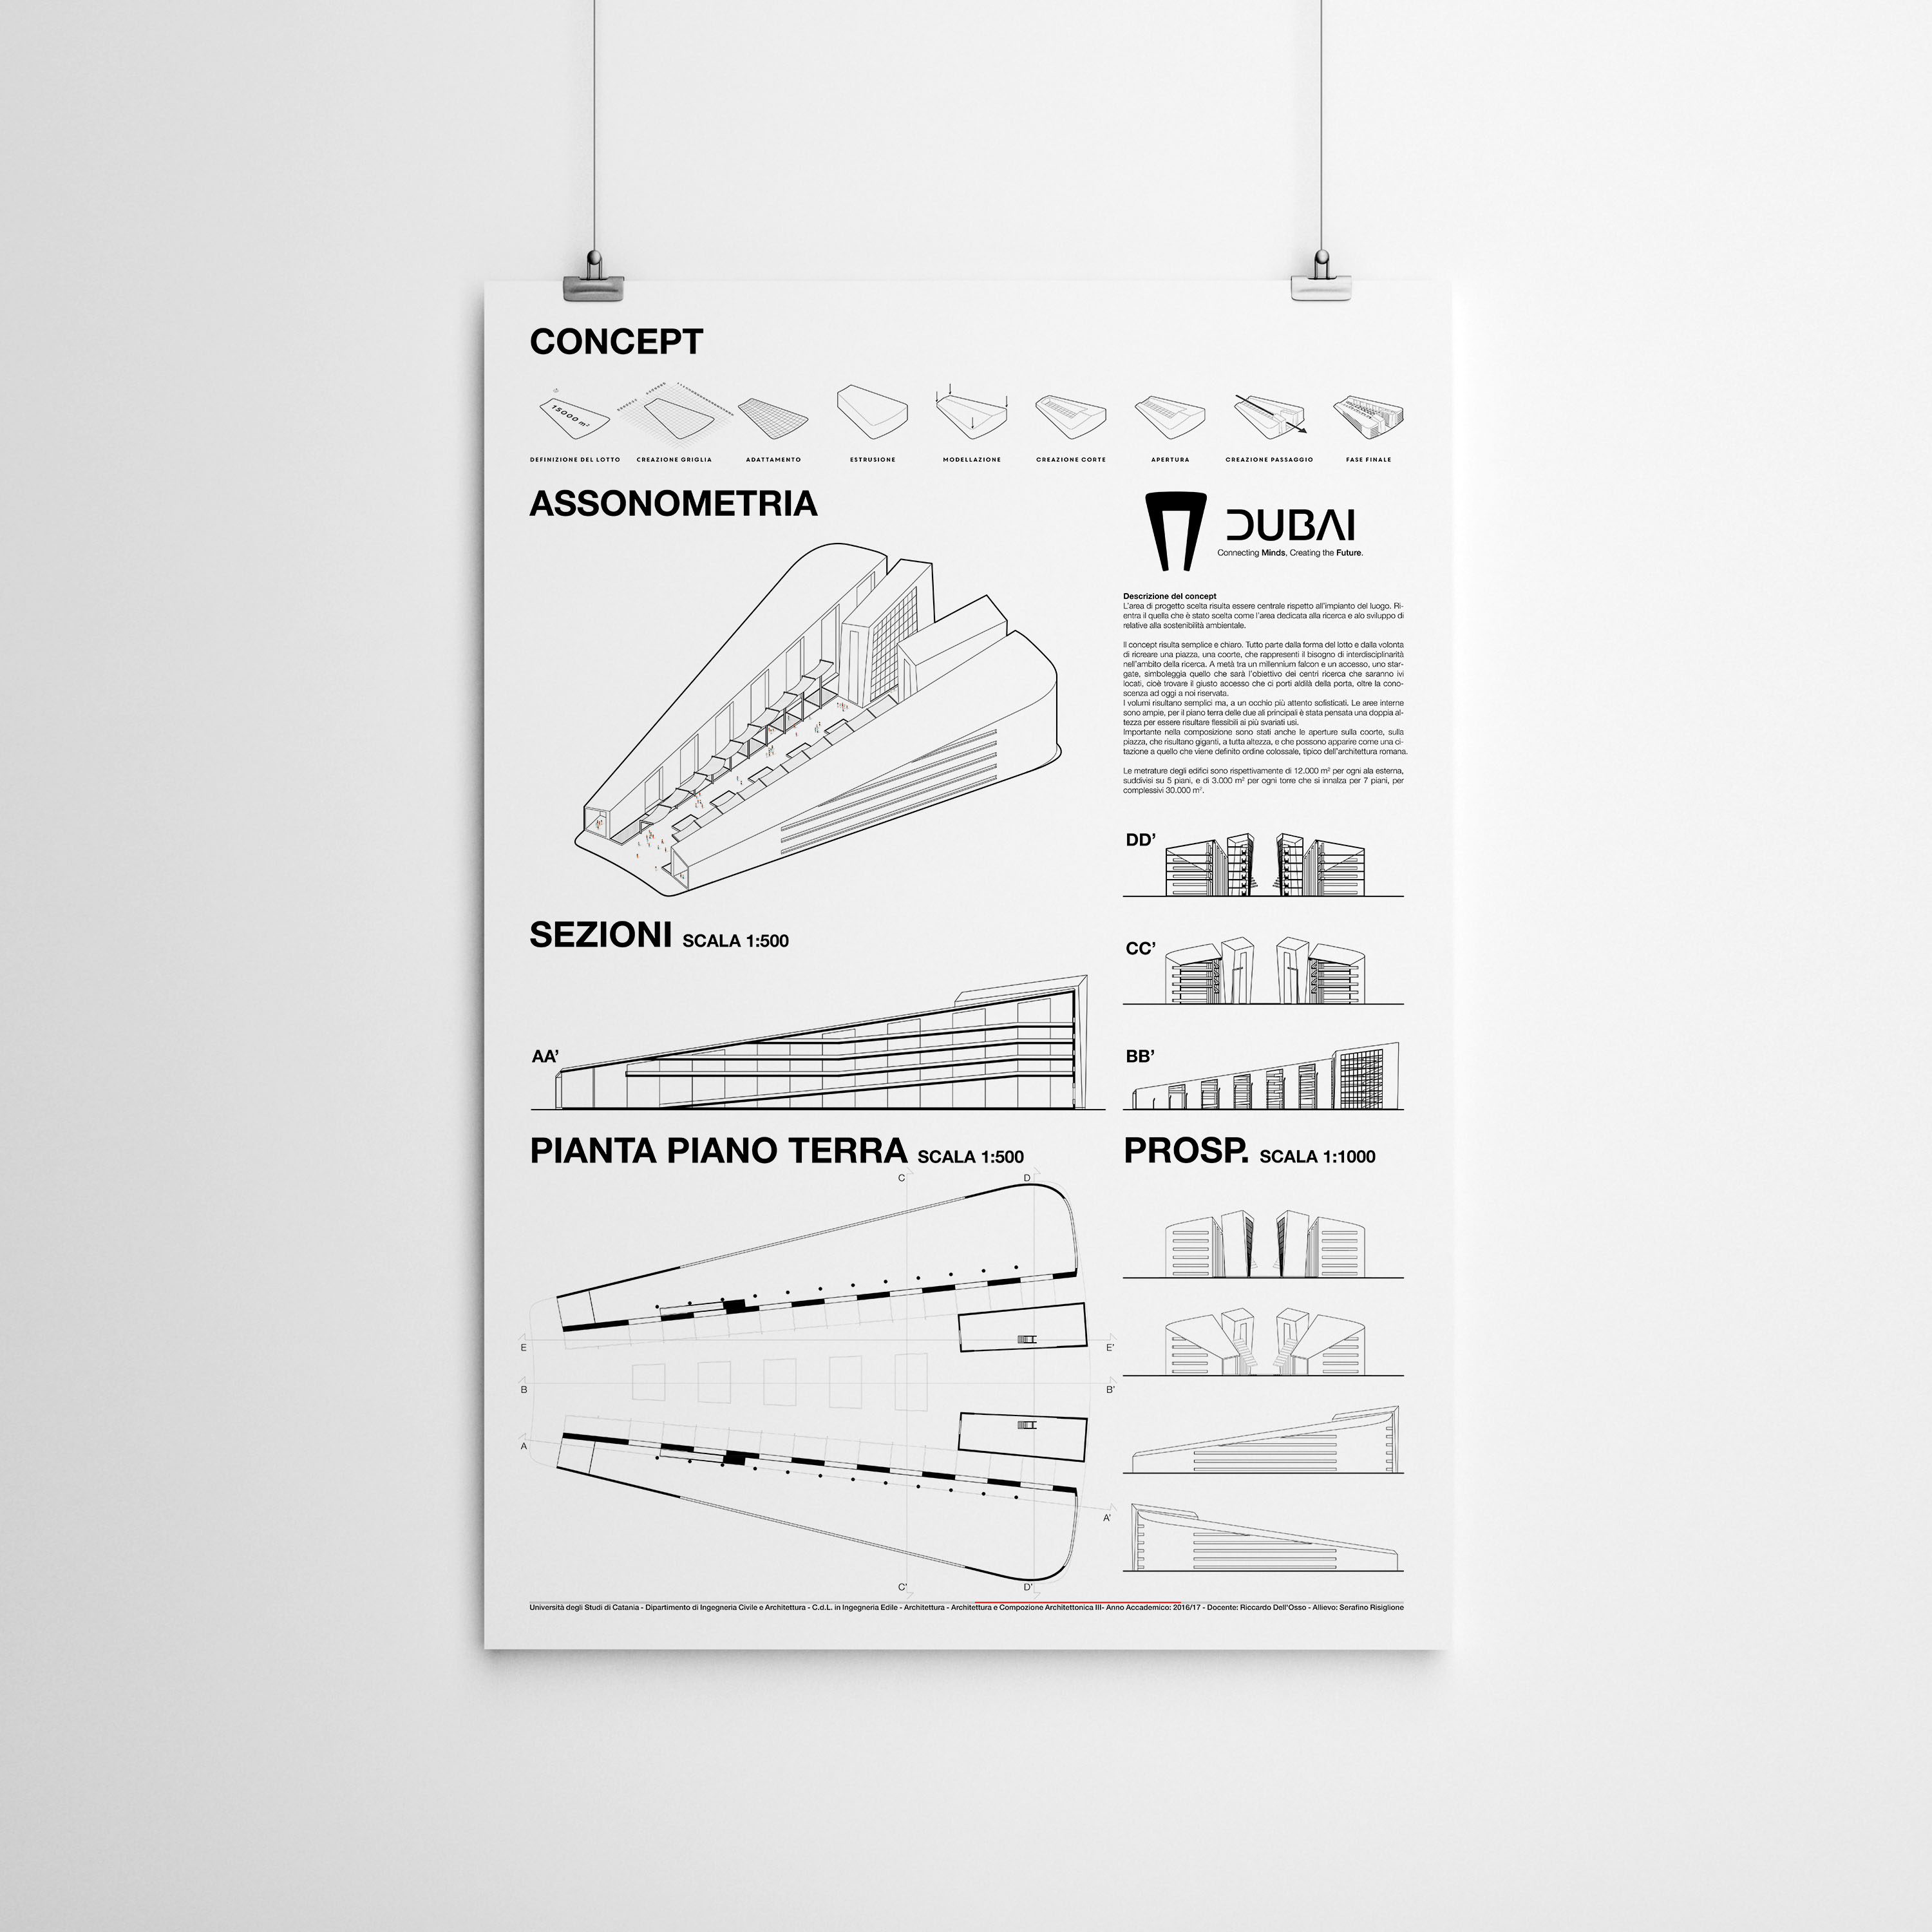 CONCEPT
15000 m²
DEFINIZIONE DEL LOTTO
CREAZIONE GRIGLIA
ADATTAMENTO
ESTRUSIONE
MODELLAZIONE
CREAZIONE CORTE
APERTURA
CREAZIONE PASSAGGIO
FASE FINALE
ASSONOMETRIA
DUBAI
Connecting Minds, Creating the Future.
Descrizione del concept
L'area di progetto scelta risulta essere centrale rispetto all'impianto del luogo. Ri-
entra il quella che è stato scelta come l'area dedicata alla ricerca e alo sviluppo di
relative alla sostenibilità ambientale.
Il concept risulta semplice e chiaro. Tutto parte dalla forma del lotto e dalla volonta
di ricreare una piazza, una coorte, che rappresenti il bisogno di interdisciplinarità
nell'ambito della ricerca. A metà tra un millennium falcon e un accesso, uno star-
gate, simboleggia quello che sarà l'obiettivo dei centri ricerca che saranno ivi
locati, cioè trovare il giusto accesso che ci porti aldilà della porta, oltre la cono-
scenza ad oggi a noi riservata.
I volumi risultano semplici ma, a un occhio più attento sofisticati. Le aree interne
sono ampie, per il piano terra delle due ali principali è stata pensata una doppia al-
tezza per essere risultare flessibili ai più svariati usi.
Importante nella composizione sono stati anche le aperture sulla coorte, sulla
piazza, che risultano giganti, a tutta altezza, e che possono apparire come una ci-
tazione a quello che viene definito ordine colossale, tipico dell'architettura romana.
Le metrature degli edifici sono rispettivamente di 12.000 m² per ogni ala esterna,
suddivisi su 5 piani, e di 3.000 m² per ogni torre che si innalza per 7 piani, per
complessivi 30.000 m².
DD'
SEZIONI SCALA 1:500
CC'
AA'
BB'
PIANTA PIANO TERRA SCALA 1:500
PROSP. SCALA 1:1000
C
D
E
E'
B
B'
A
A'
C'
D'
Università degli Studi di Catania - Dipartimento di Ingegneria Civile e Architettura - C.d.L. in Ingegneria Edile - Architettura - Architettura e Compozione Architettonica III- Anno Accademico: 2016/17 - Docente: Riccardo Dell'Osso - Allievo: Serafino Risiglione